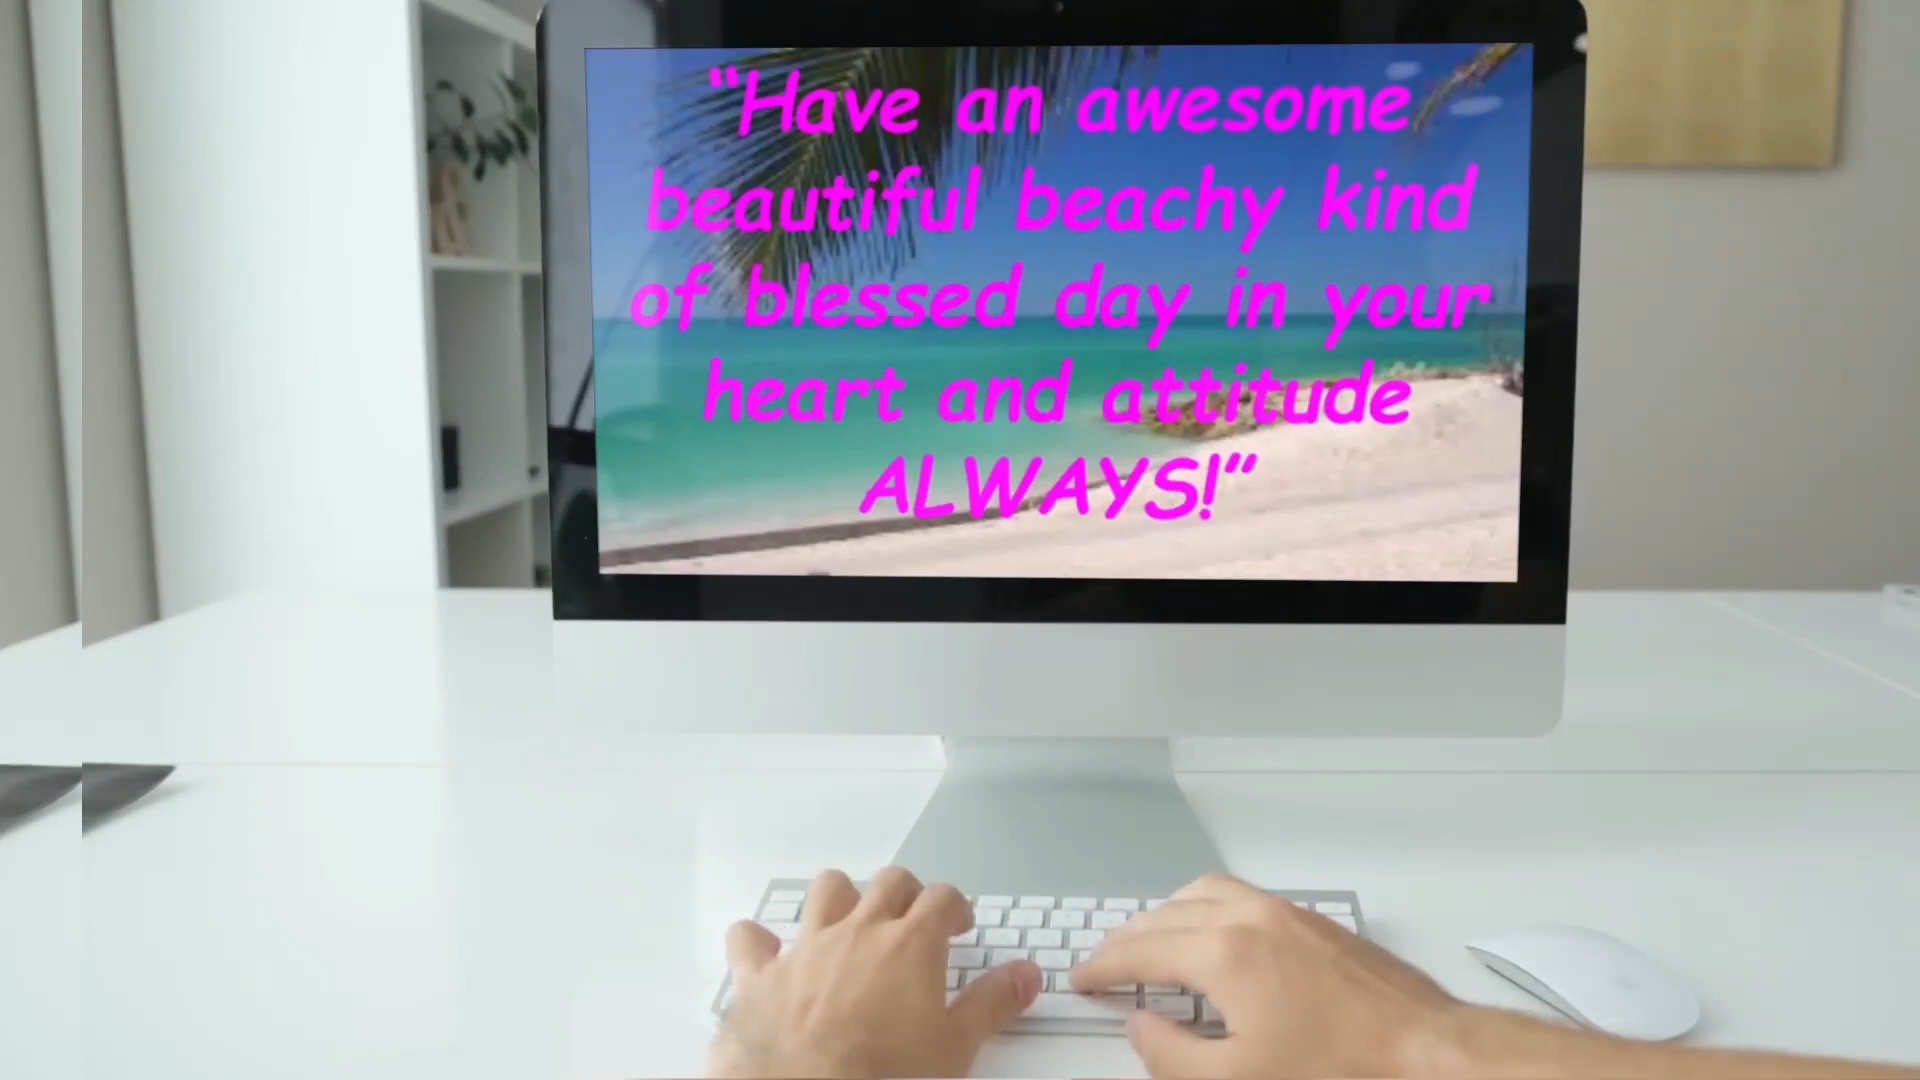 “Have an awesome
beautiful beachy kind
of blessed day in your
heart and attitude
ALWAYS!”